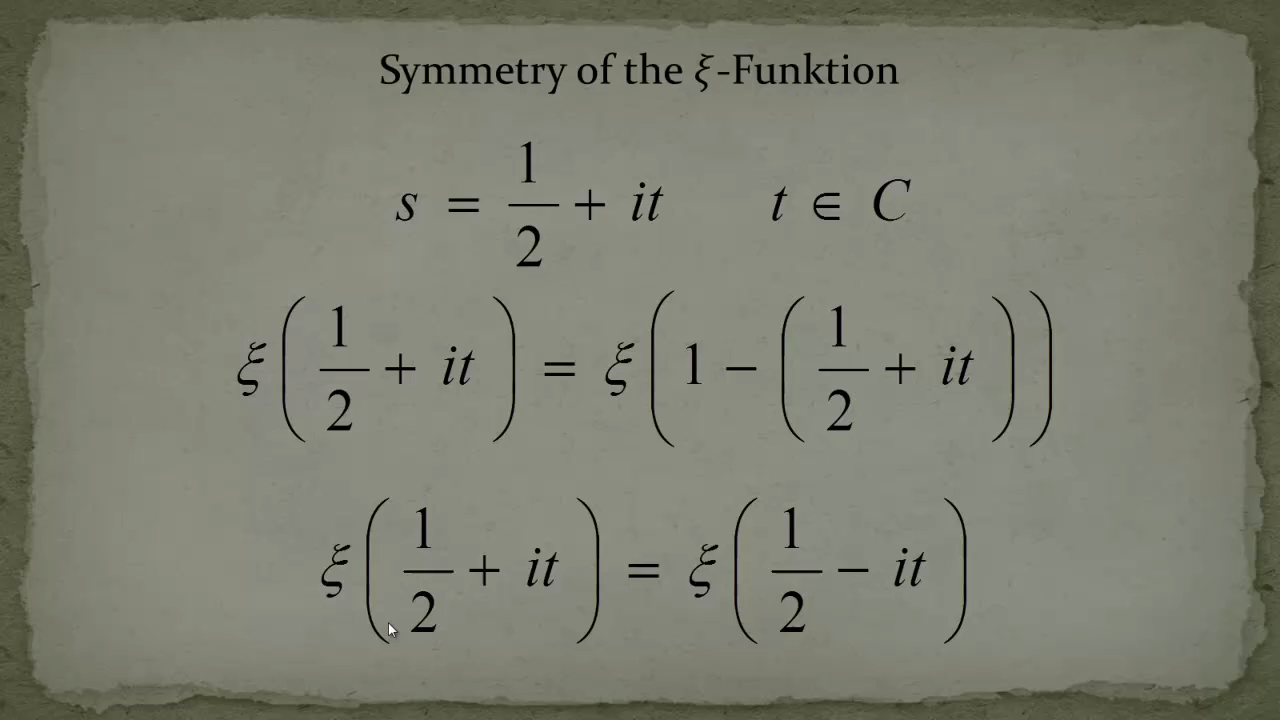 Symmetry of the ξ-Funktion
s = 1/2 + it t ∈ C
ξ(1/2 + it) = ξ(1 − (1/2 + it))
ξ(1/2 + it) = ξ(1/2 − it)